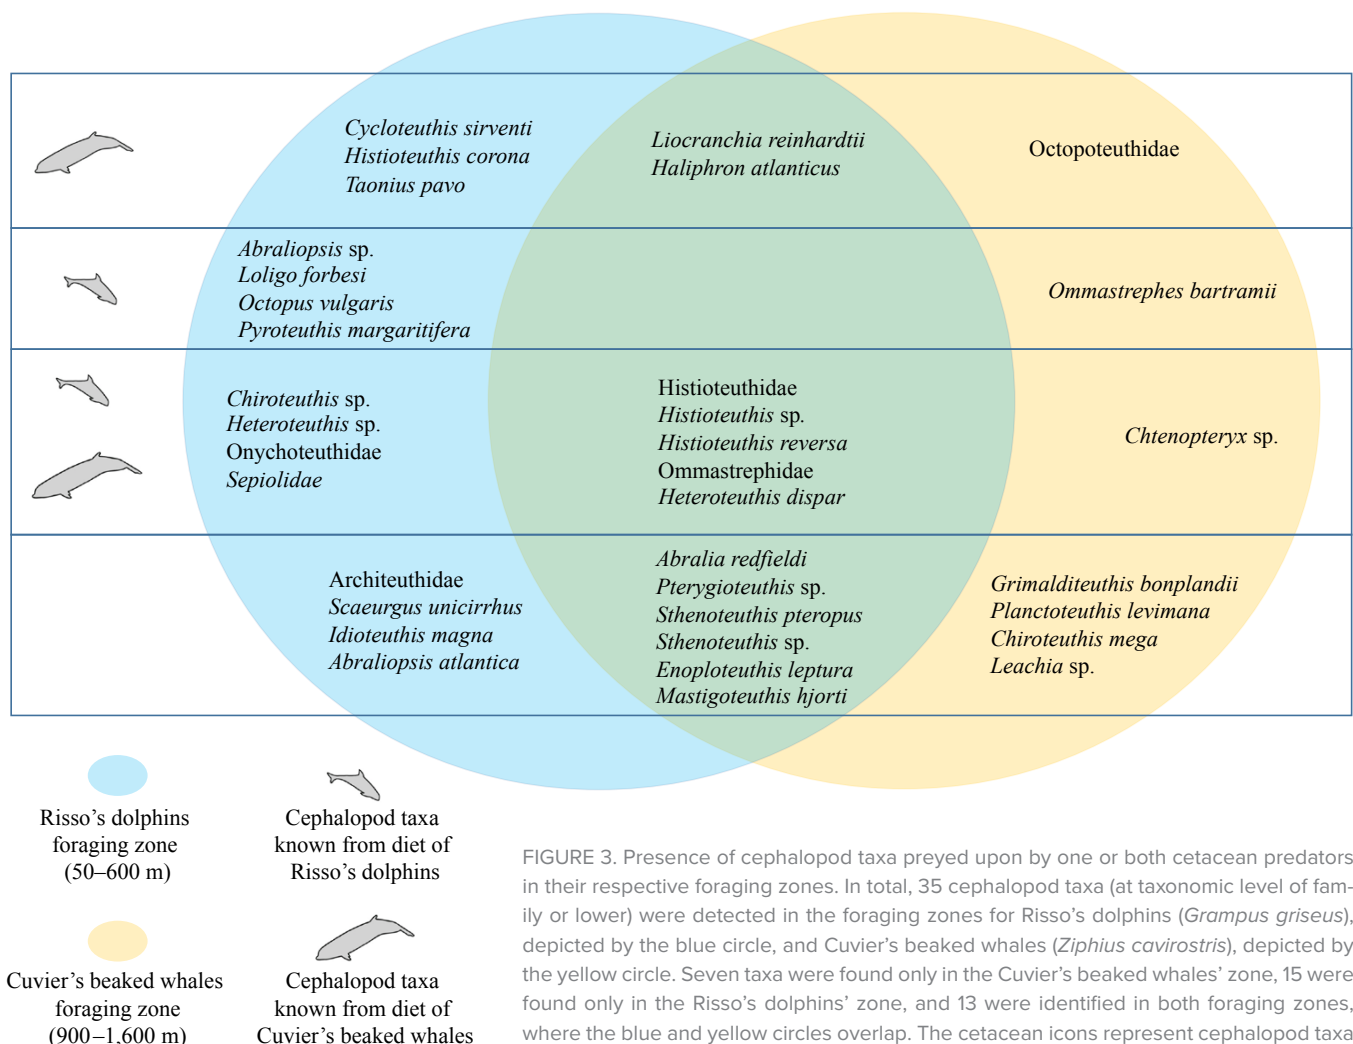 Cycloteuthis sirventi
Histioteuthis corona
Taonius pavo
Liocranchia reinhardtii
Haliphron atlanticus
Octopoteuthidae
Abraliopsis sp.
Loligo forbesi
Octopus vulgaris
Pyroteuthis margaritifera
Ommastrephes bartramii
Chiroteuthis sp.
Heteroteuthis sp.
Onychoteuthidae
Sepiolidae
Histioteuthidae
Histioteuthis sp.
Histioteuthis reversa
Ommastrephidae
Heteroteuthis dispar
Chtenopteryx sp.
Architeuthidae
Scaeurgus unicirrhus
Idioteuthis magna
Abraliopsis atlantica
Abralia redfieldi
Pterygioteuthis sp.
Sthenoteuthis pteropus
Sthenoteuthis sp.
Enoploteuthis leptura
Mastigoteuthis hjorti
Grimalditeuthis bonplandii
Planctoteuthis levimana
Chiroteuthis mega
Leachia sp.
Risso's dolphins
foraging zone
(50–600 m)
Cephalopod taxa
known from diet of
Risso's dolphins
Cuvier's beaked whales
foraging zone
(900–1,600 m)
Cephalopod taxa
known from diet of
Cuvier's beaked whales
FIGURE 3. Presence of cephalopod taxa preyed upon by one or both cetacean predators
in their respective foraging zones. In total, 35 cephalopod taxa (at taxonomic level of fam-
ily or lower) were detected in the foraging zones for Risso's dolphins (Grampus griseus),
depicted by the blue circle, and Cuvier's beaked whales (Ziphius cavirostris), depicted by
the yellow circle. Seven taxa were found only in the Cuvier's beaked whales' zone, 15 were
found only in the Risso's dolphins' zone, and 13 were identified in both foraging zones,
where the blue and yellow circles overlap. The cetacean icons represent cephalopod taxa